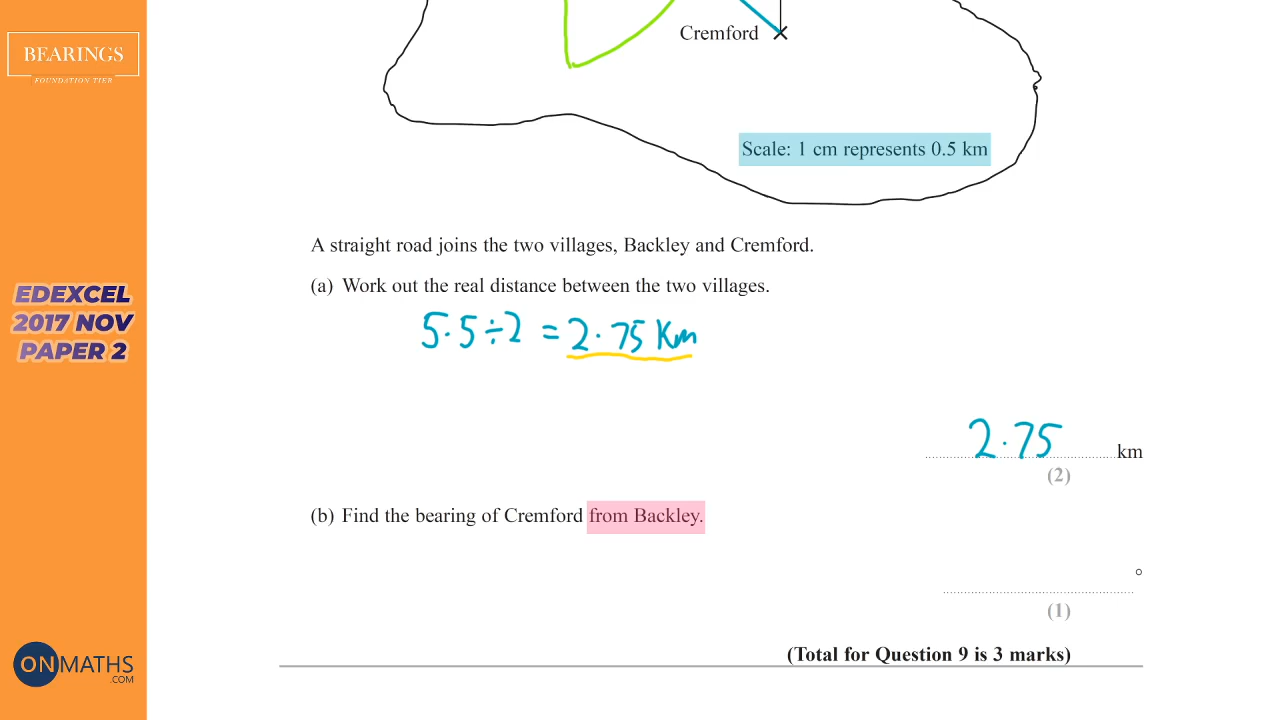 BEARINGS
FOUNDATION TIER
Cremford
Scale: 1 cm represents 0.5 km
A straight road joins the two villages, Backley and Cremford.
(a) Work out the real distance between the two villages.
5.5÷2 = 2.75 Km
EDEXCEL
2017 NOV
PAPER 2
2.75 km
(2)
(b) Find the bearing of Cremford from Backley.
°
(1)
(Total for Question 9 is 3 marks)
ONMATHS
.COM